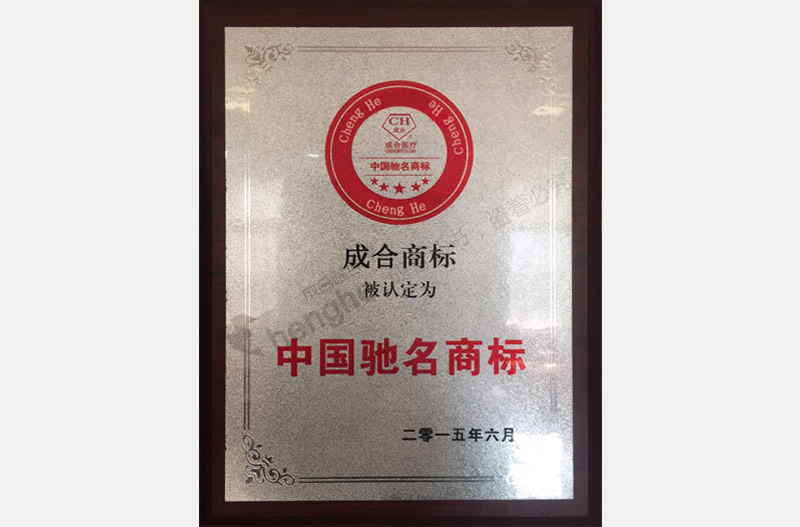 Cheng He
Cheng He
CH
成合
成合医疗
中国驰名商标
Cheng He
成合商标
被认定为
中国驰名商标
二零一五年六月